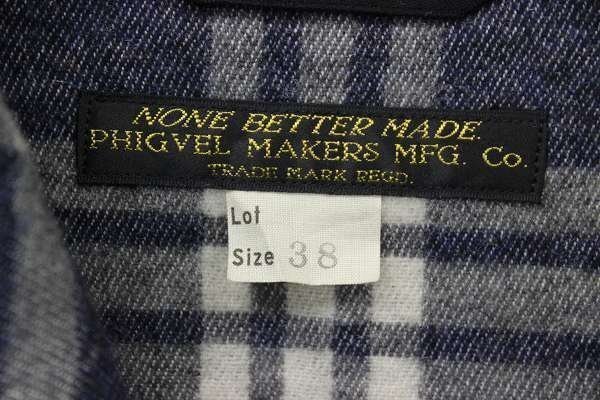 NONE BETTER MADE.
PHIGVEL MAKERS MFG. Co.
TRADE MARK REGD.
Lot
Size 38